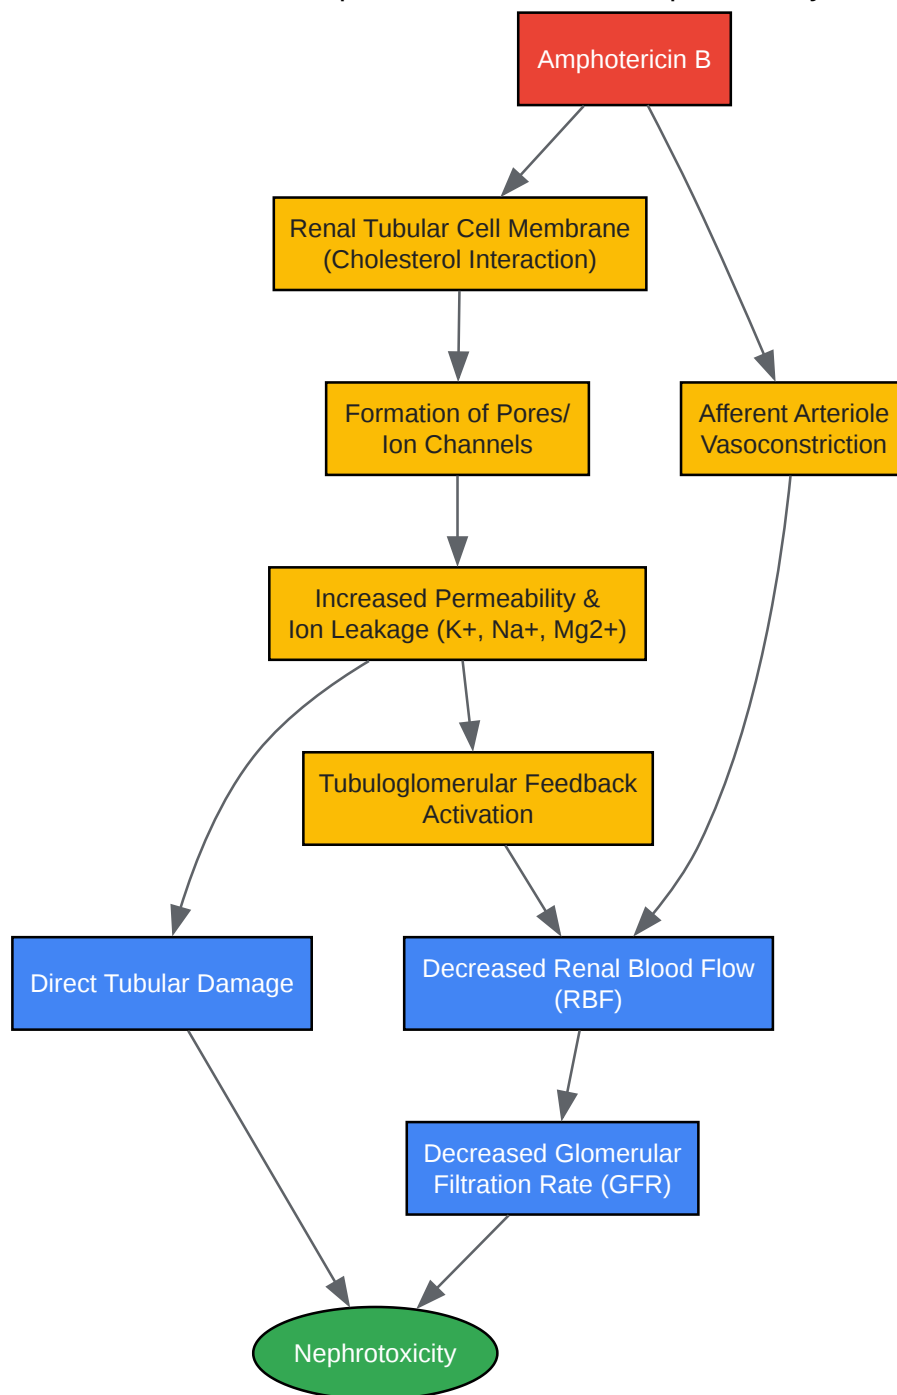 Amphotericin B
Renal Tubular Cell Membrane
(Cholesterol Interaction)
Formation of Pores/
Ion Channels
Afferent Arteriole
Vasoconstriction
Increased Permeability &
Ion Leakage (K+, Na+, Mg2+)
Tubuloglomerular Feedback
Activation
Direct Tubular Damage
Decreased Renal Blood Flow
(RBF)
Decreased Glomerular
Filtration Rate (GFR)
Nephrotoxicity